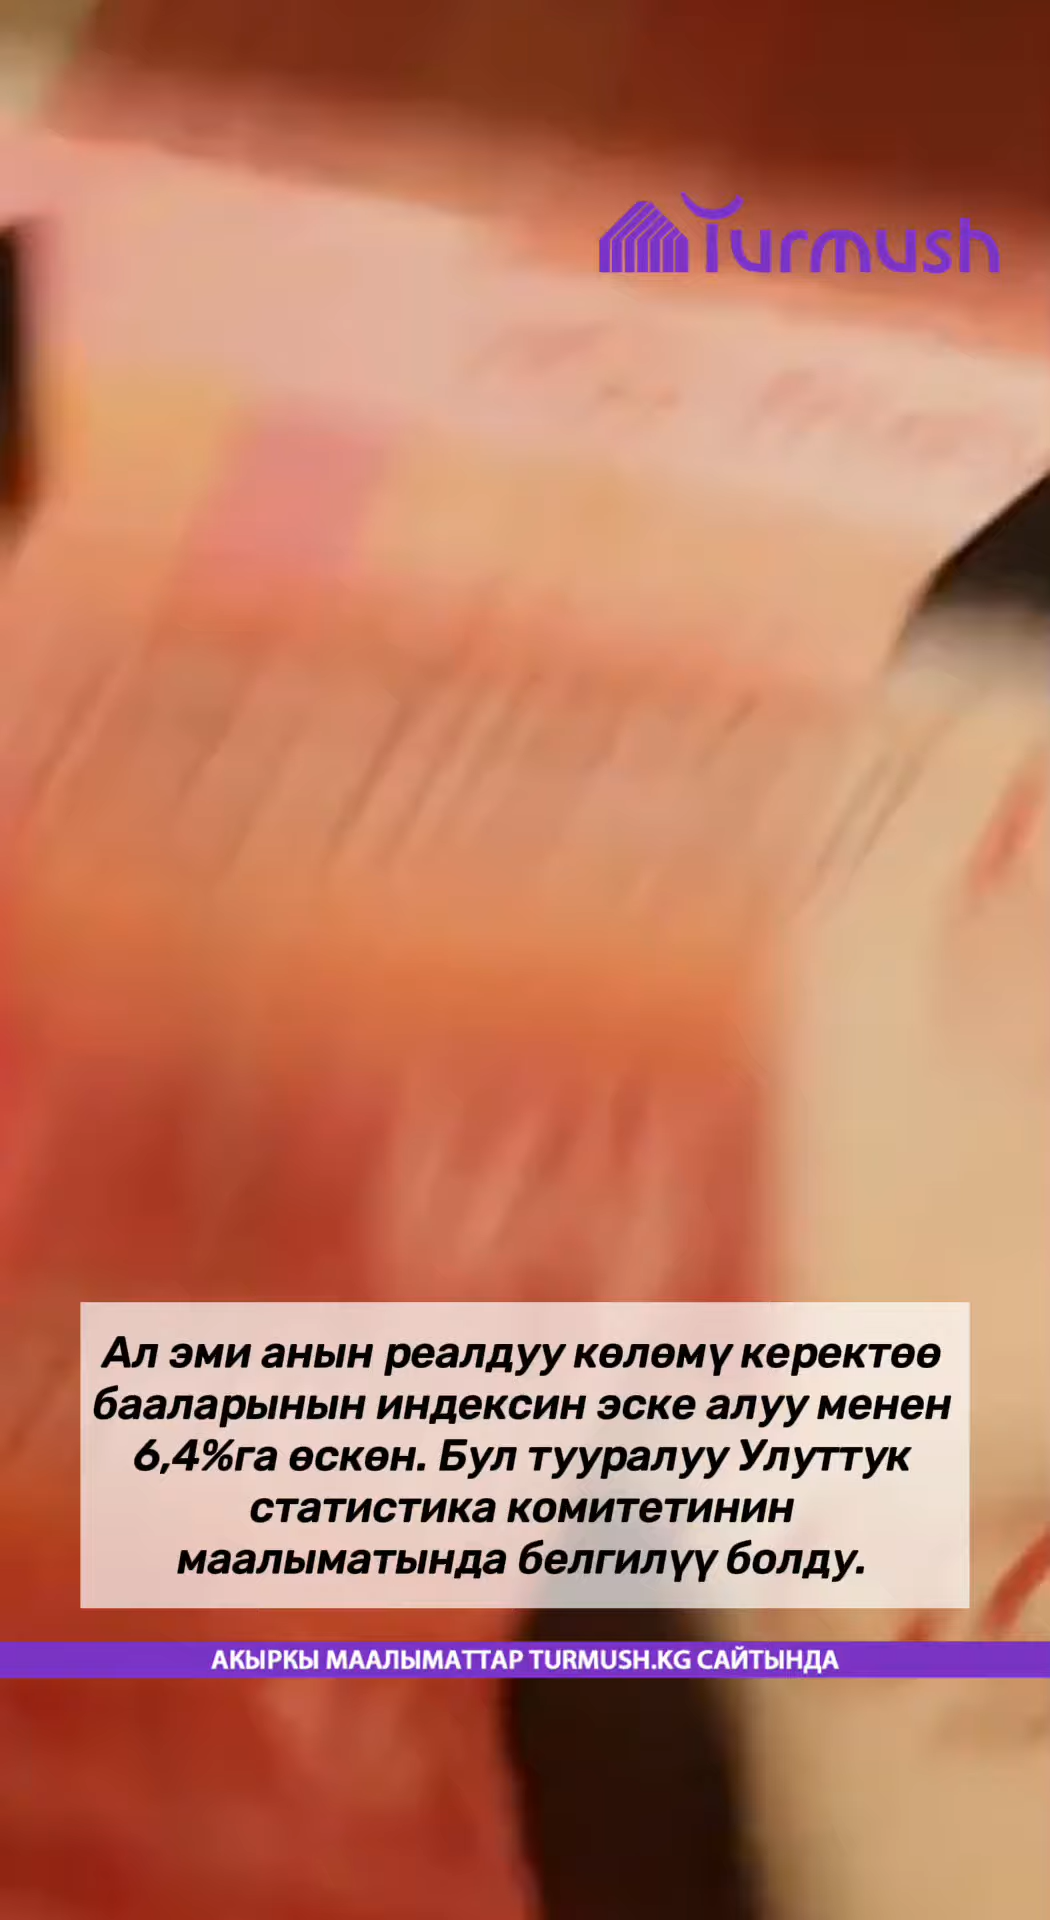 Turmush
Ал эми анын реалдуу көлөмү керектөө
бааларынын индексин эске алуу менен
6,4%га өскөн. Бул тууралуу Улуттук
статистика комитетинин
маалыматында белгилүү болду.
АКЫРКЫ МААЛЫМАТТАР TURMUSH.KG САЙТЫНДА